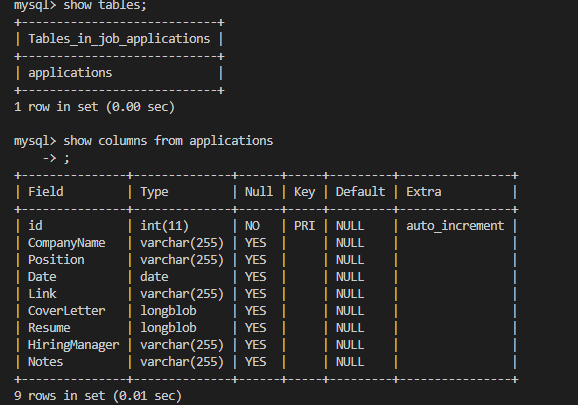 mysql> show tables;
+----------------------------+
| Tables_in_job_applications |
+----------------------------+
| applications               |
+----------------------------+
1 row in set (0.00 sec)
mysql> show columns from applications
    -> ;
+---------------+--------------+------+-----+---------+----------------+
| Field         | Type         | Null | Key | Default | Extra          |
+---------------+--------------+------+-----+---------+----------------+
| id            | int(11)      | NO   | PRI | NULL    | auto_increment |
| CompanyName   | varchar(255) | YES  |     | NULL    |                |
| Position      | varchar(255) | YES  |     | NULL    |                |
| Date          | date         | YES  |     | NULL    |                |
| Link          | varchar(255) | YES  |     | NULL    |                |
| CoverLetter   | longblob     | YES  |     | NULL    |                |
| Resume        | longblob     | YES  |     | NULL    |                |
| HiringManager | varchar(255) | YES  |     | NULL    |                |
| Notes         | varchar(255) | YES  |     | NULL    |                |
+---------------+--------------+------+-----+---------+----------------+
9 rows in set (0.01 sec)